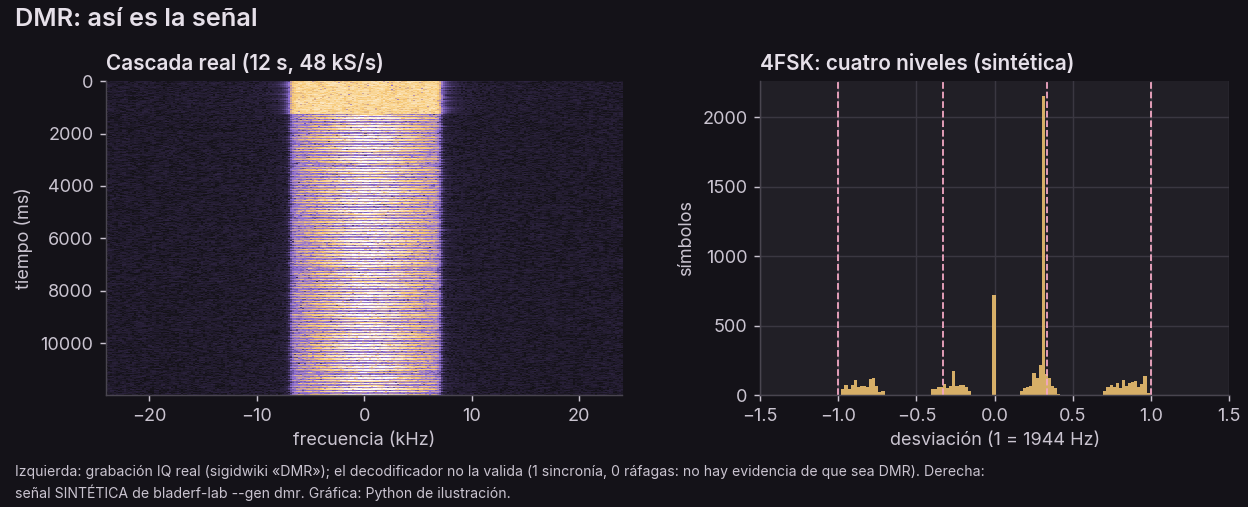 DMR: así es la señal
Cascada real (12 s, 48 kS/s)
0
2000
4000
6000
8000
10000
tiempo (ms)
−20
−10
0
10
20
frecuencia (kHz)
4FSK: cuatro niveles (sintética)
2000
1500
1000
500
0
símbolos
−1.5
−1.0
−0.5
0.0
0.5
1.0
1.5
desviación (1 = 1944 Hz)
Izquierda: grabación IQ real (sigidwiki «DMR»); el decodificador no la valida (1 sincronía, 0 ráfagas: no hay evidencia de que sea DMR). Derecha:
señal SINTÉTICA de bladerf-lab --gen dmr. Gráfica: Python de ilustración.